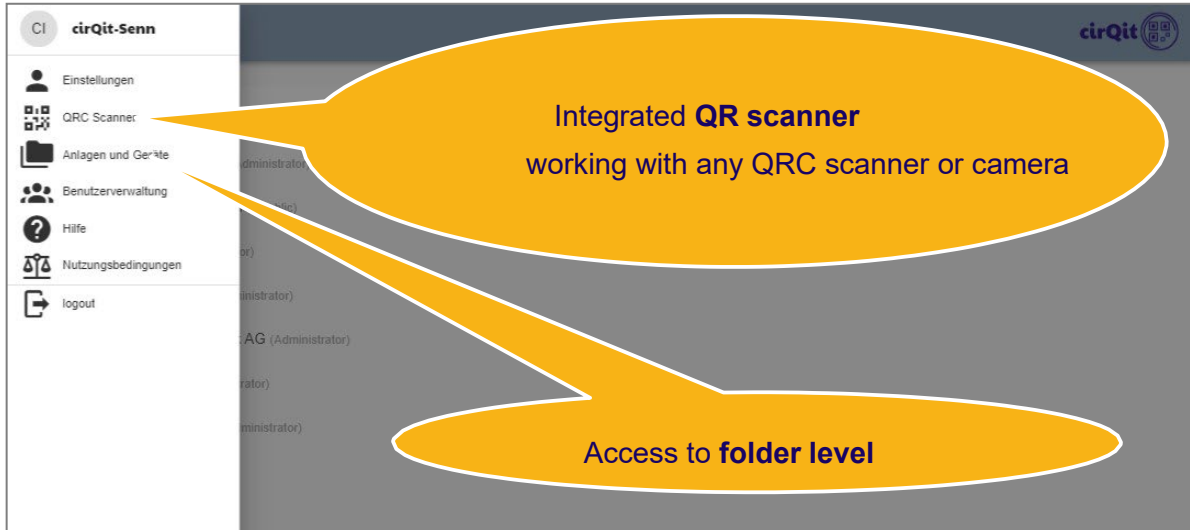 CI cirQit-Senn
cirQit
Einstellungen
QRC Scanner
Anlagen und Geräte
Benutzerverwaltung
Hilfe
Nutzungsbedingungen
logout
Integrated QR scanner
working with any QRC scanner or camera
AG (Administrator)
Access to folder level